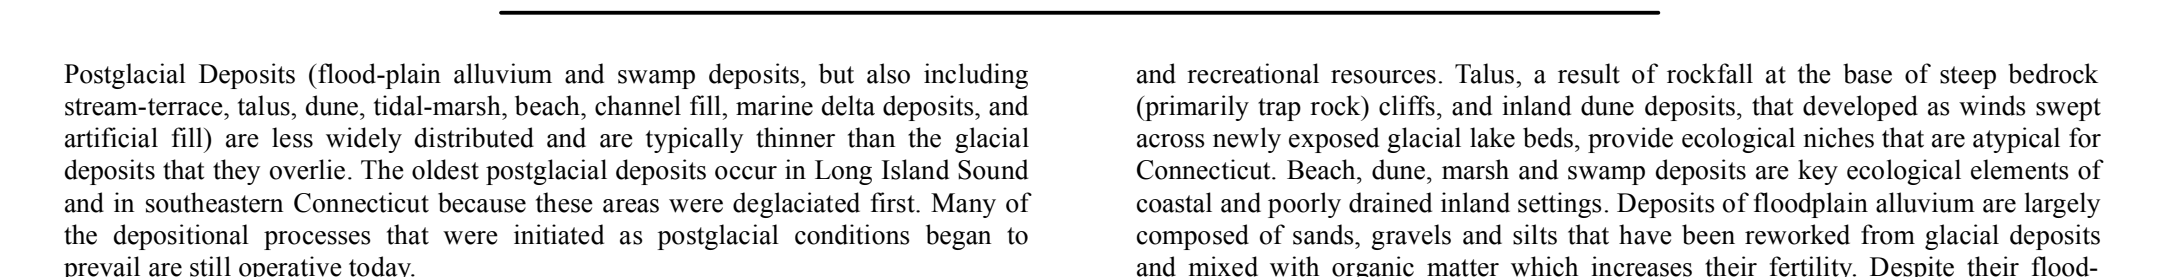 Postglacial Deposits (flood-plain alluvium and swamp deposits, but also including
stream-terrace, talus, dune, tidal-marsh, beach, channel fill, marine delta deposits, and
artificial fill) are less widely distributed and are typically thinner than the glacial
deposits that they overlie. The oldest postglacial deposits occur in Long Island Sound
and in southeastern Connecticut because these areas were deglaciated first. Many of
the depositional processes that were initiated as postglacial conditions began to
prevail are still operative today.
and recreational resources. Talus, a result of rockfall at the base of steep bedrock
(primarily trap rock) cliffs, and inland dune deposits, that developed as winds swept
across newly exposed glacial lake beds, provide ecological niches that are atypical for
Connecticut. Beach, dune, marsh and swamp deposits are key ecological elements of
coastal and poorly drained inland settings. Deposits of floodplain alluvium are largely
composed of sands, gravels and silts that have been reworked from glacial deposits
and mixed with organic matter which increases their fertility. Despite their flood-